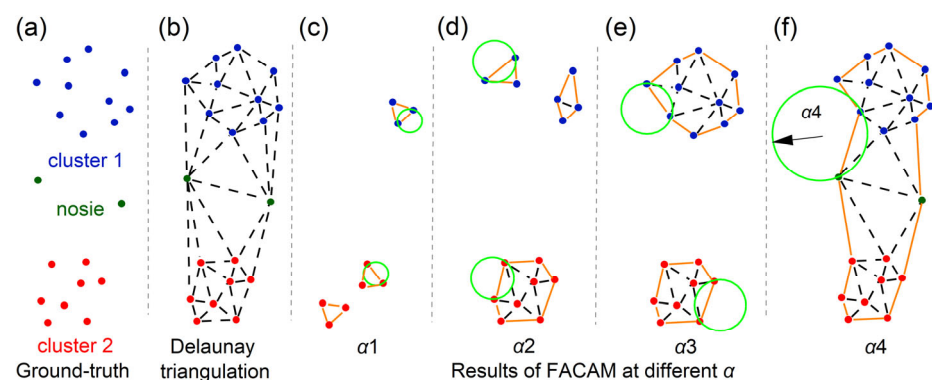 (a) (b) (c) (d) (e) (f)
α4
cluster 1
nosie
cluster 2 Delaunay α1 α2 α3 α4
Ground-truth triangulation Results of FACAM at different α